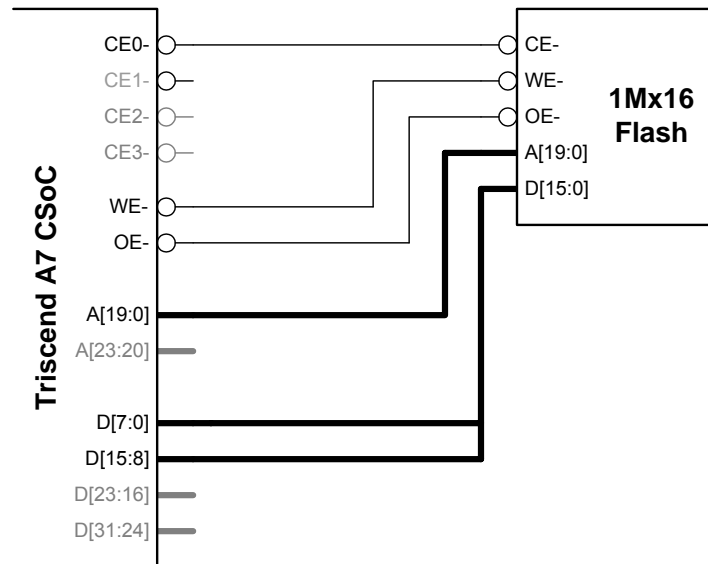 Triscend A7 CSoC
CE0-
CE1-
CE2-
CE3-
WE-
OE-
A[19:0]
A[23:20]
D[7:0]
D[15:8]
D[23:16]
D[31:24]
CE-
WE-
OE-
A[19:0]
D[15:0]
1Mx16
Flash